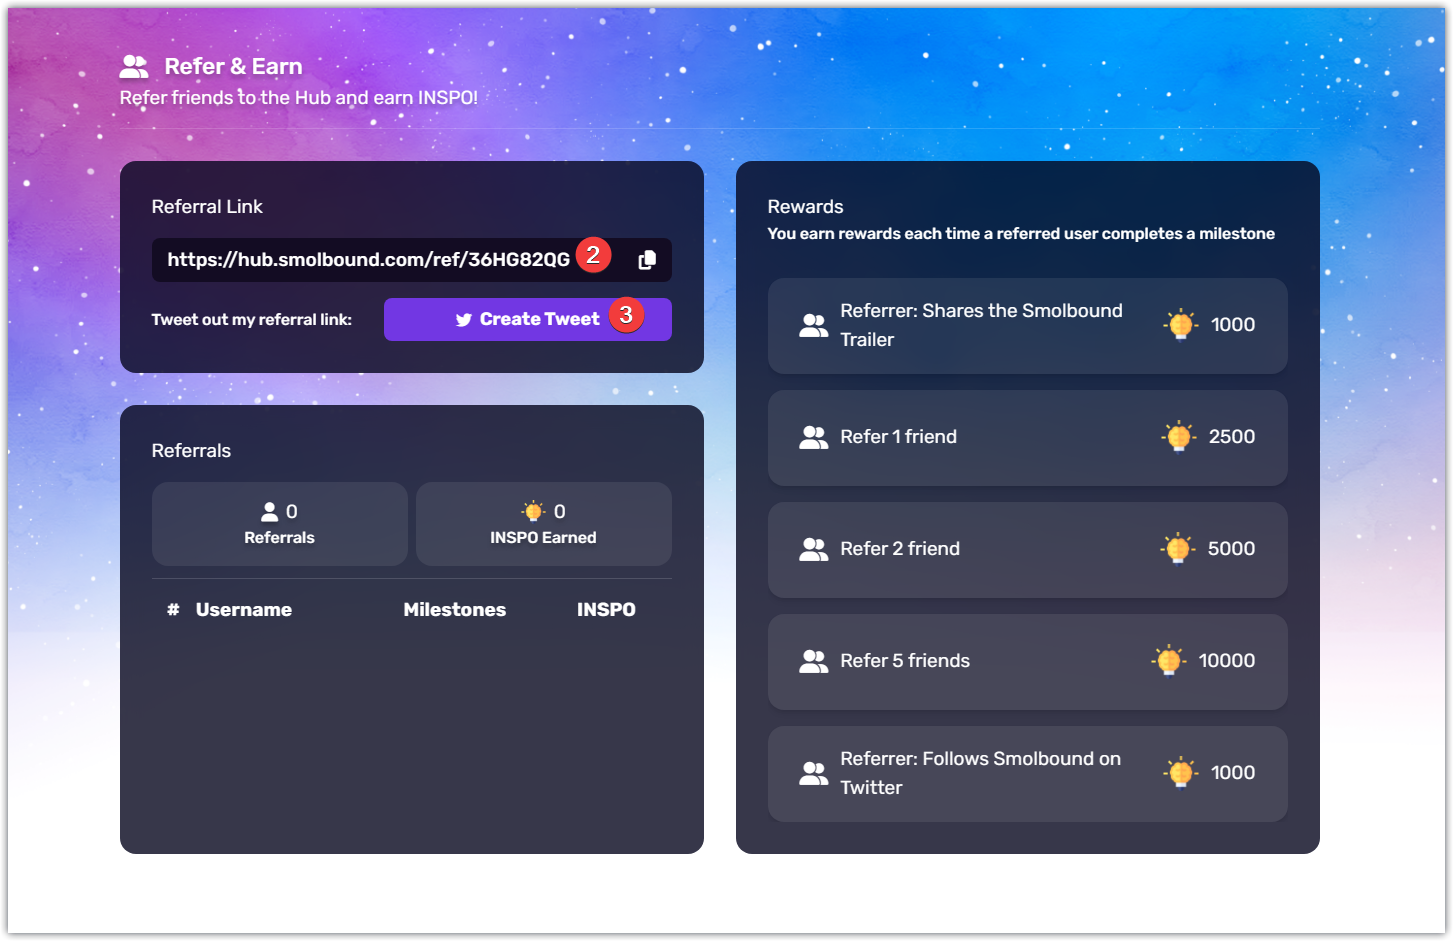 Refer & Earn
Refer friends to the Hub and earn INSPO!
Referral Link
https://hub.smolbound.com/ref/36HG82QG 2
Tweet out my referral link:
Create Tweet 3
Referrals
0
Referrals
0
INSPO Earned
# Username Milestones INSPO
Rewards
You earn rewards each time a referred user completes a milestone
Referrer: Shares the Smolbound
Trailer
1000
Refer 1 friend
2500
Refer 2 friend
5000
Refer 5 friends
10000
Referrer: Follows Smolbound on
Twitter
1000